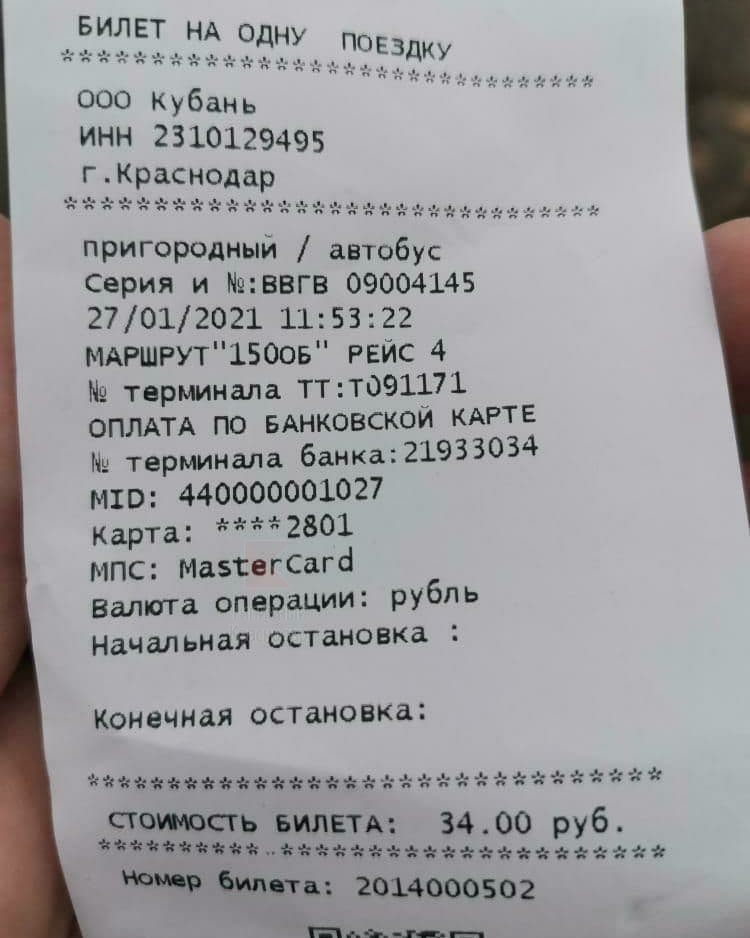 БИЛЕТ НА ОДНУ ПОЕЗДКУ
*********************************
ООО Кубань
ИНН 2310129495
г.Краснодар
*********************************
пригородный / автобус
Серия и №:ВВГВ 09004145
27/01/2021 11:53:22
МАРШРУТ"150ОБ" РЕЙС 4
№ терминала ТТ:Т091171
ОПЛАТА ПО БАНКОВСКОЙ КАРТЕ
№ терминала банка:21933034
MID: 440000001027
Карта: ****2801
МПС: MasterCard
Валюта операции: рубль
Начальная остановка :
Конечная остановка:
*********************************
СТОИМОСТЬ БИЛЕТА: 34.00 руб.
*********************************
Номер билета: 2014000502